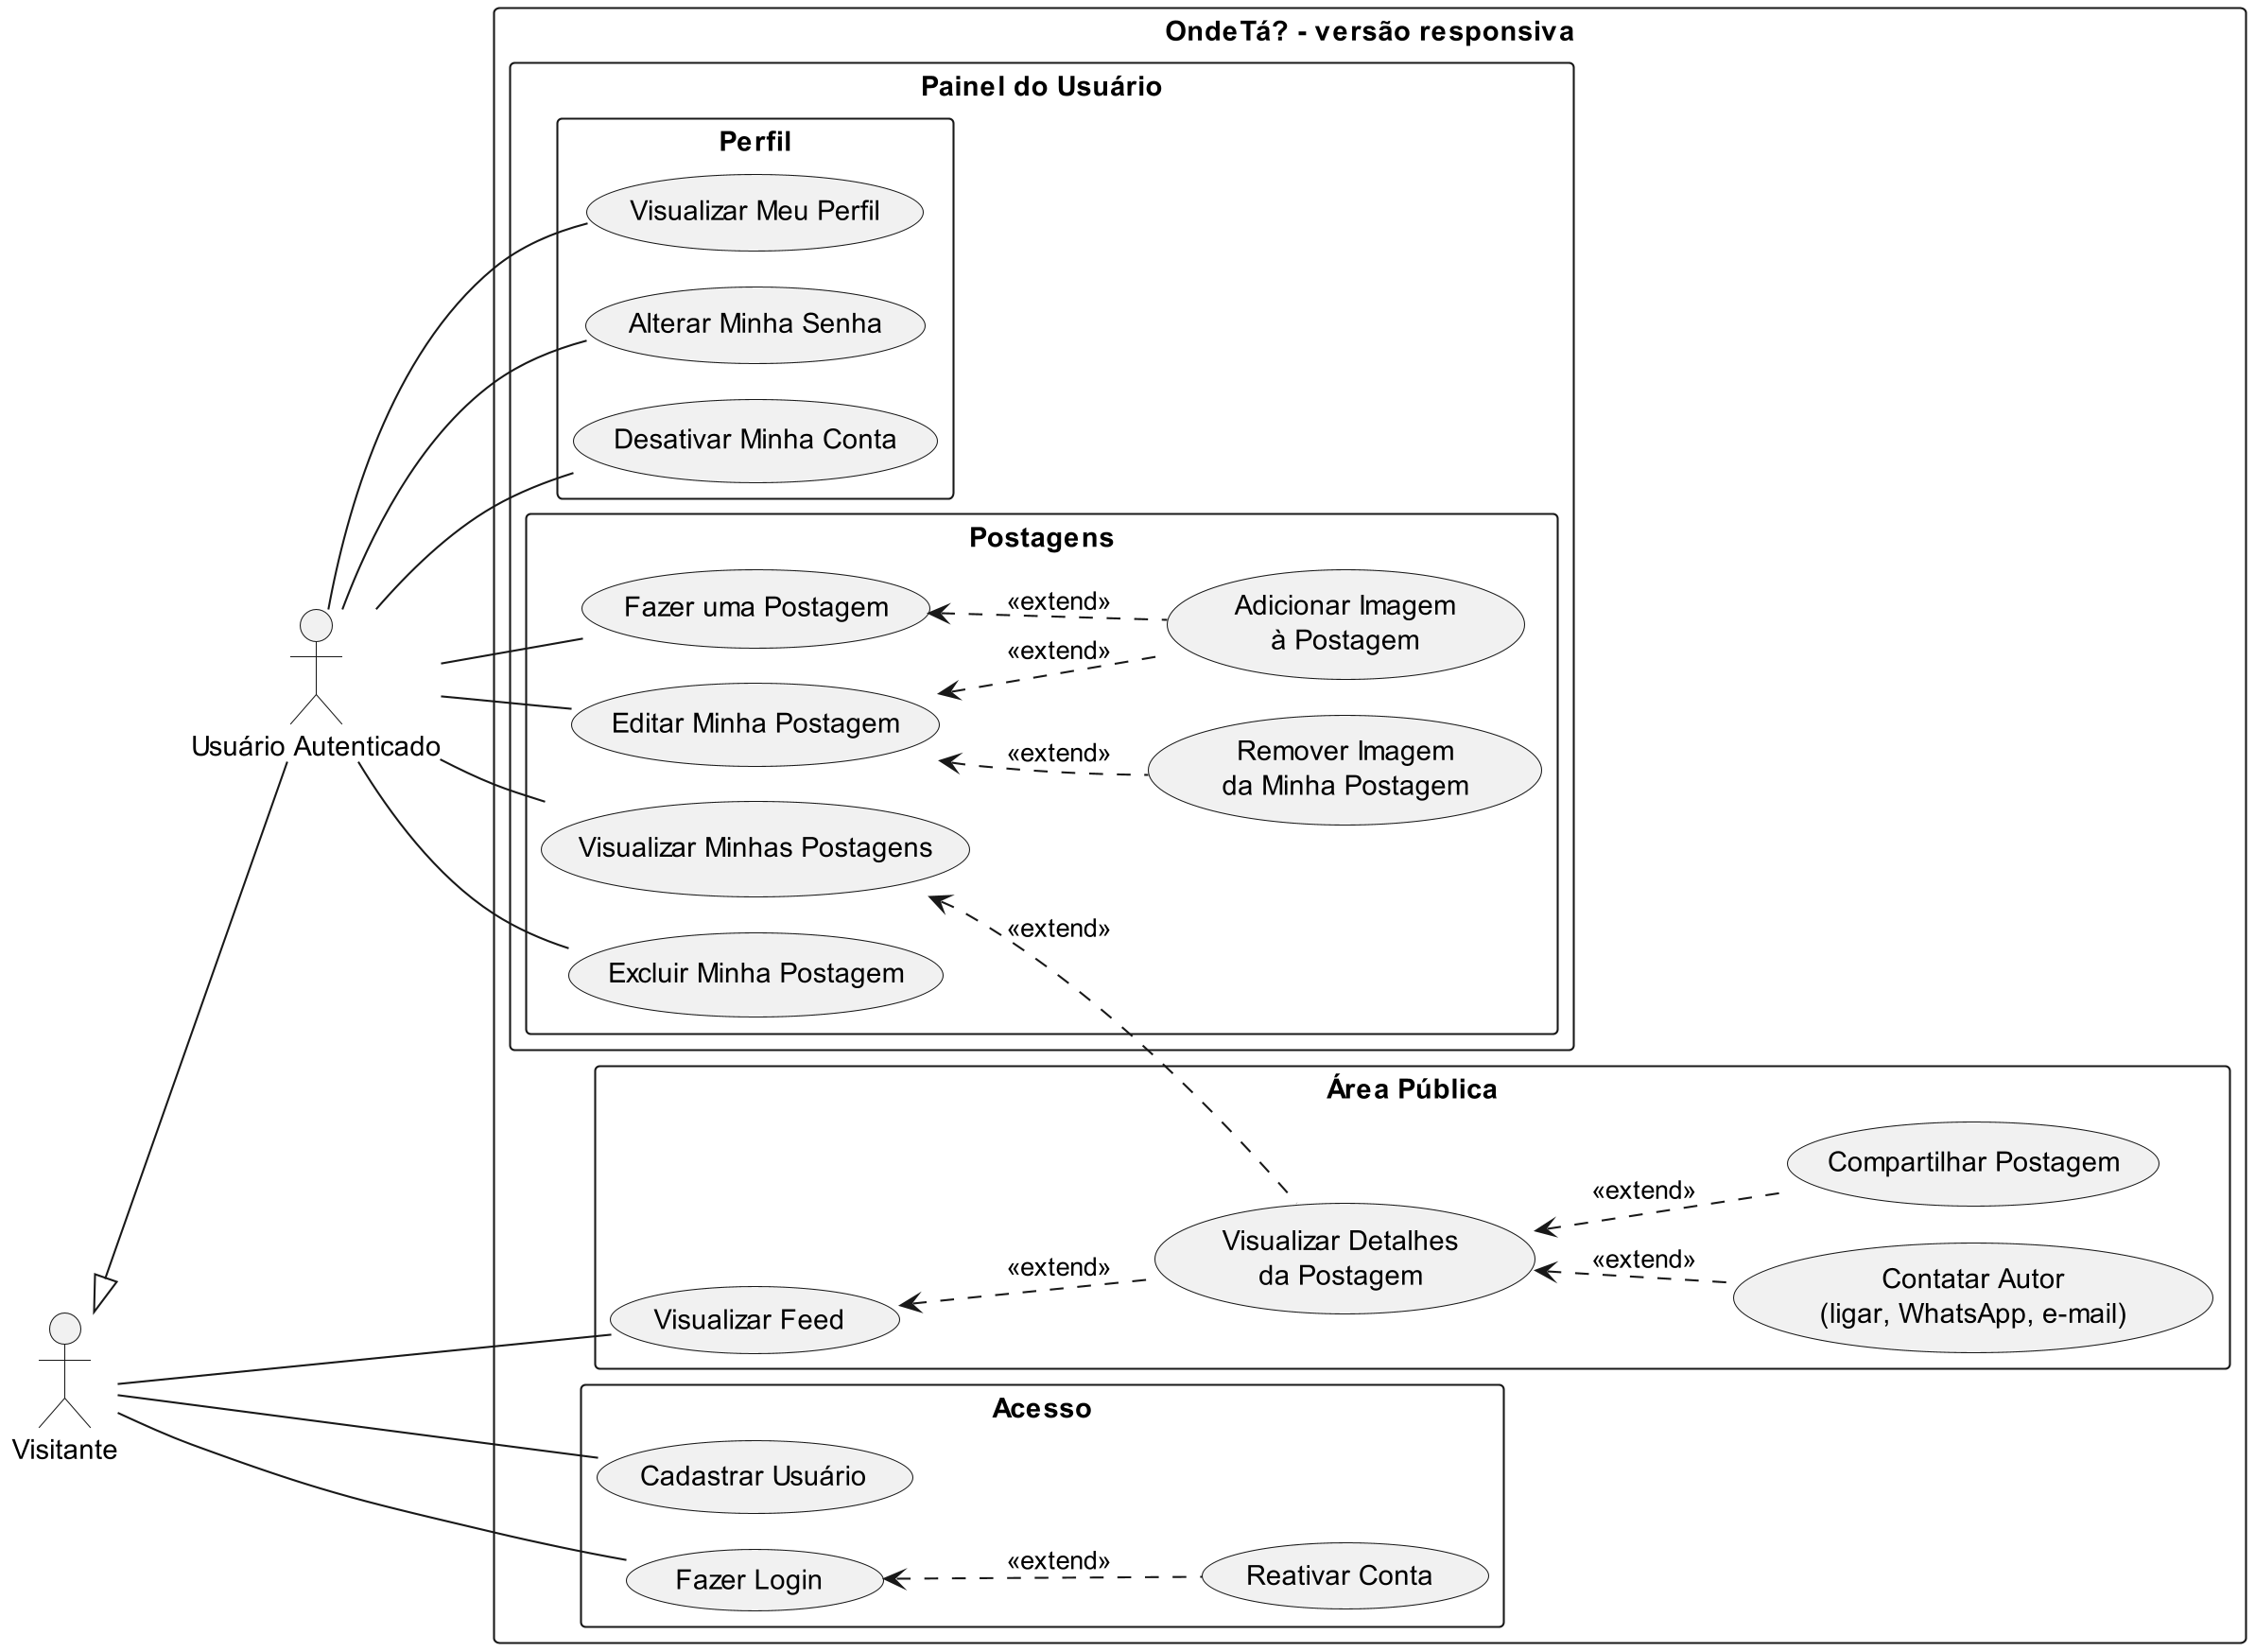 OndeTá? - versão responsiva
Painel do Usuário
Perfil
Visualizar Meu Perfil
Alterar Minha Senha
Desativar Minha Conta
Postagens
Fazer uma Postagem
«extend»
Adicionar Imagem
à Postagem
«extend»
Editar Minha Postagem
«extend»
Remover Imagem
da Minha Postagem
Usuário Autenticado
Visualizar Minhas Postagens
«extend»
Excluir Minha Postagem
Área Pública
Compartilhar Postagem
«extend»
Visualizar Detalhes
da Postagem
«extend»
Contatar Autor
(ligar, WhatsApp, e-mail)
«extend»
Visualizar Feed
Acesso
Visitante
Cadastrar Usuário
Fazer Login
«extend»
Reativar Conta